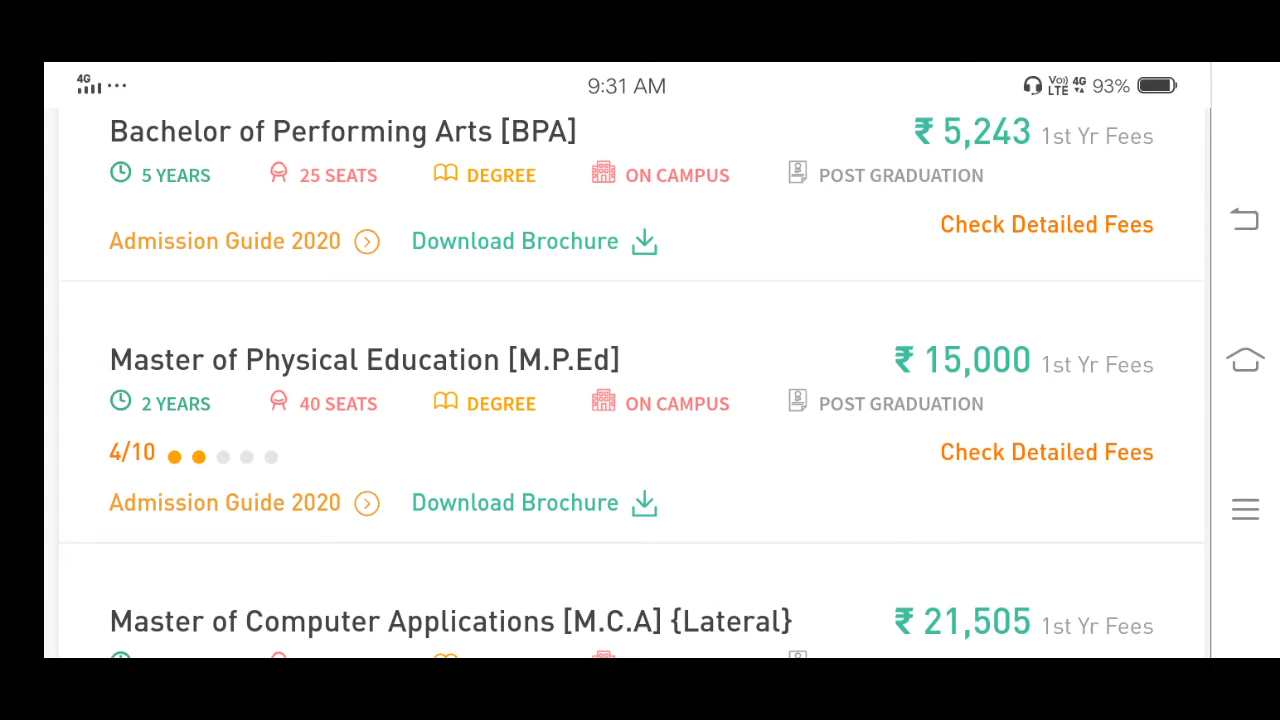 4G 9:31 AM Vo)) LTE 4G 93%
Bachelor of Performing Arts [BPA] ₹ 5,243 1st Yr Fees
5 YEARS 25 SEATS DEGREE ON CAMPUS POST GRADUATION
Check Detailed Fees
Admission Guide 2020 Download Brochure
Master of Physical Education [M.P.Ed] ₹ 15,000 1st Yr Fees
2 YEARS 40 SEATS DEGREE ON CAMPUS POST GRADUATION
4/10 Check Detailed Fees
Admission Guide 2020 Download Brochure
Master of Computer Applications [M.C.A] {Lateral} ₹ 21,505 1st Yr Fees